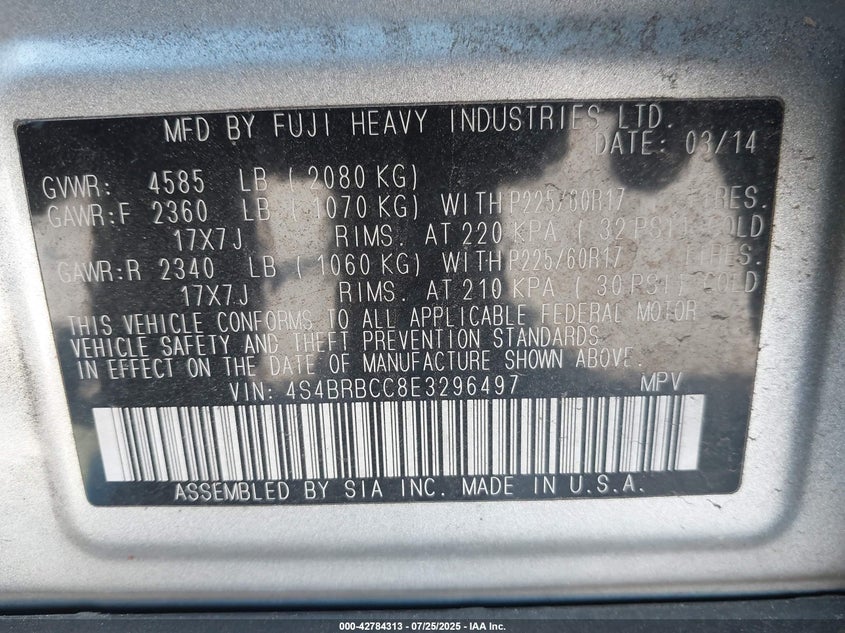 MFD BY FUJI HEAVY INDUSTRIES LTD.
DATE: 03/14
GVWR: 4585 LB ( 2080 KG)
GAWR:F 2360 LB ( 1070 KG) WITH P225/60R17 TIRES.
17X7J RIMS. AT 220 KPA ( 32 PSI) COLD
GAWR:R 2340 LB ( 1060 KG) WITH P225/60R17 TIRES.
17X7J RIMS. AT 210 KPA ( 30 PSI) COLD
THIS VEHICLE CONFORMS TO ALL APPLICABLE FEDERAL MOTOR
VEHICLE SAFETY AND THEFT PREVENTION STANDARDS
IN EFFECT ON THE DATE OF MANUFACTURE SHOWN ABOVE.
VIN: 4S4BRBCC8E3296497 MPV
ASSEMBLED BY SIA INC. MADE IN U.S.A.
000-42784313 / 07/25/2025 - IAA Inc.